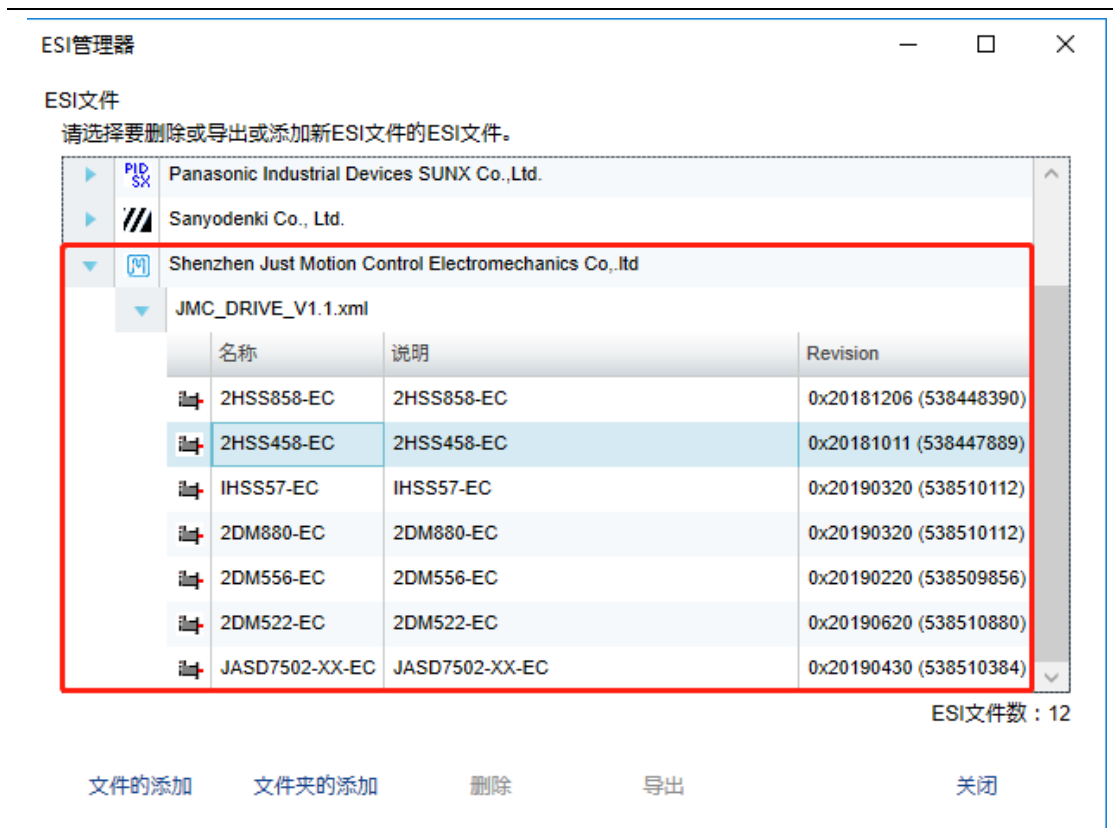 ESI管理器
ESI文件
请选择要删除或导出或添加新ESI文件的ESI文件。
PID SX Panasonic Industrial Devices SUNX Co.,Ltd.
Sanyodenki Co., Ltd.
Shenzhen Just Motion Control Electromechanics Co,.ltd
JMC_DRIVE_V1.1.xml
名称 说明 Revision
2HSS858-EC 2HSS858-EC 0x20181206 (538448390)
2HSS458-EC 2HSS458-EC 0x20181011 (538447889)
IHSS57-EC IHSS57-EC 0x20190320 (538510112)
2DM880-EC 2DM880-EC 0x20190320 (538510112)
2DM556-EC 2DM556-EC 0x20190220 (538509856)
2DM522-EC 2DM522-EC 0x20190620 (538510880)
JASD7502-XX-EC JASD7502-XX-EC 0x20190430 (538510384)
ESI文件数：12
文件的添加 文件夹的添加 删除 导出 关闭